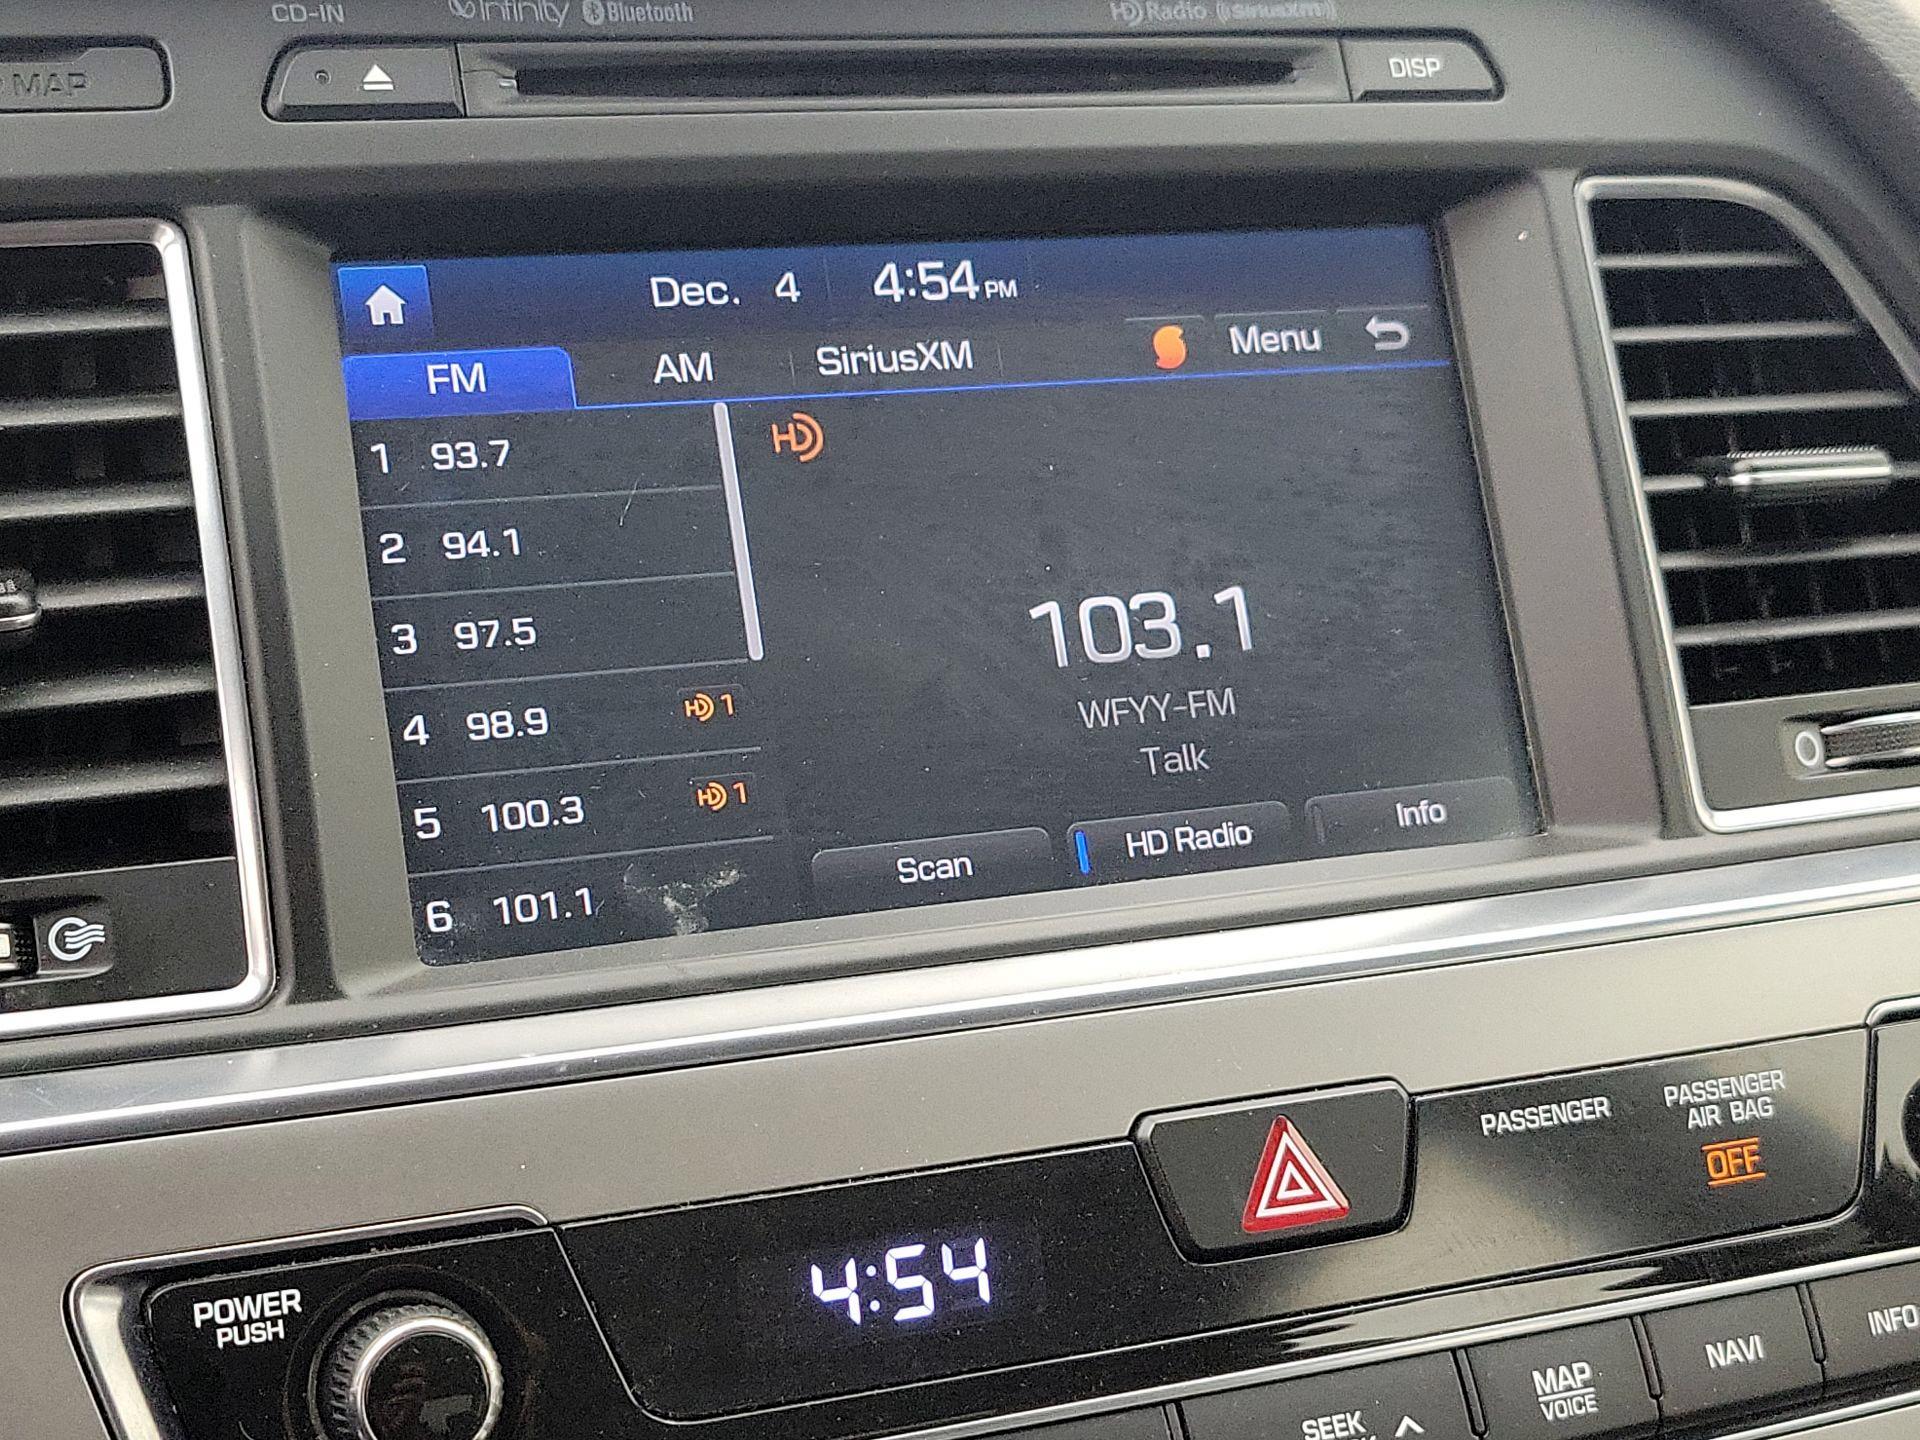 CD-IN Infinity Bluetooth HD Radio ((SiriusXM))
MAP
DISP
Dec. 4 4:54 PM
FM AM SiriusXM Menu
1 93.7
2 94.1
3 97.5
4 98.9 HD 1
5 100.3 HD 1
6 101.1
HD
103.1
WFYY-FM
Talk
Scan HD Radio Info
PASSENGER
PASSENGER
AIR BAG
OFF
4:54
POWER
PUSH
SEEK
MAP
VOICE
NAVI
INFO